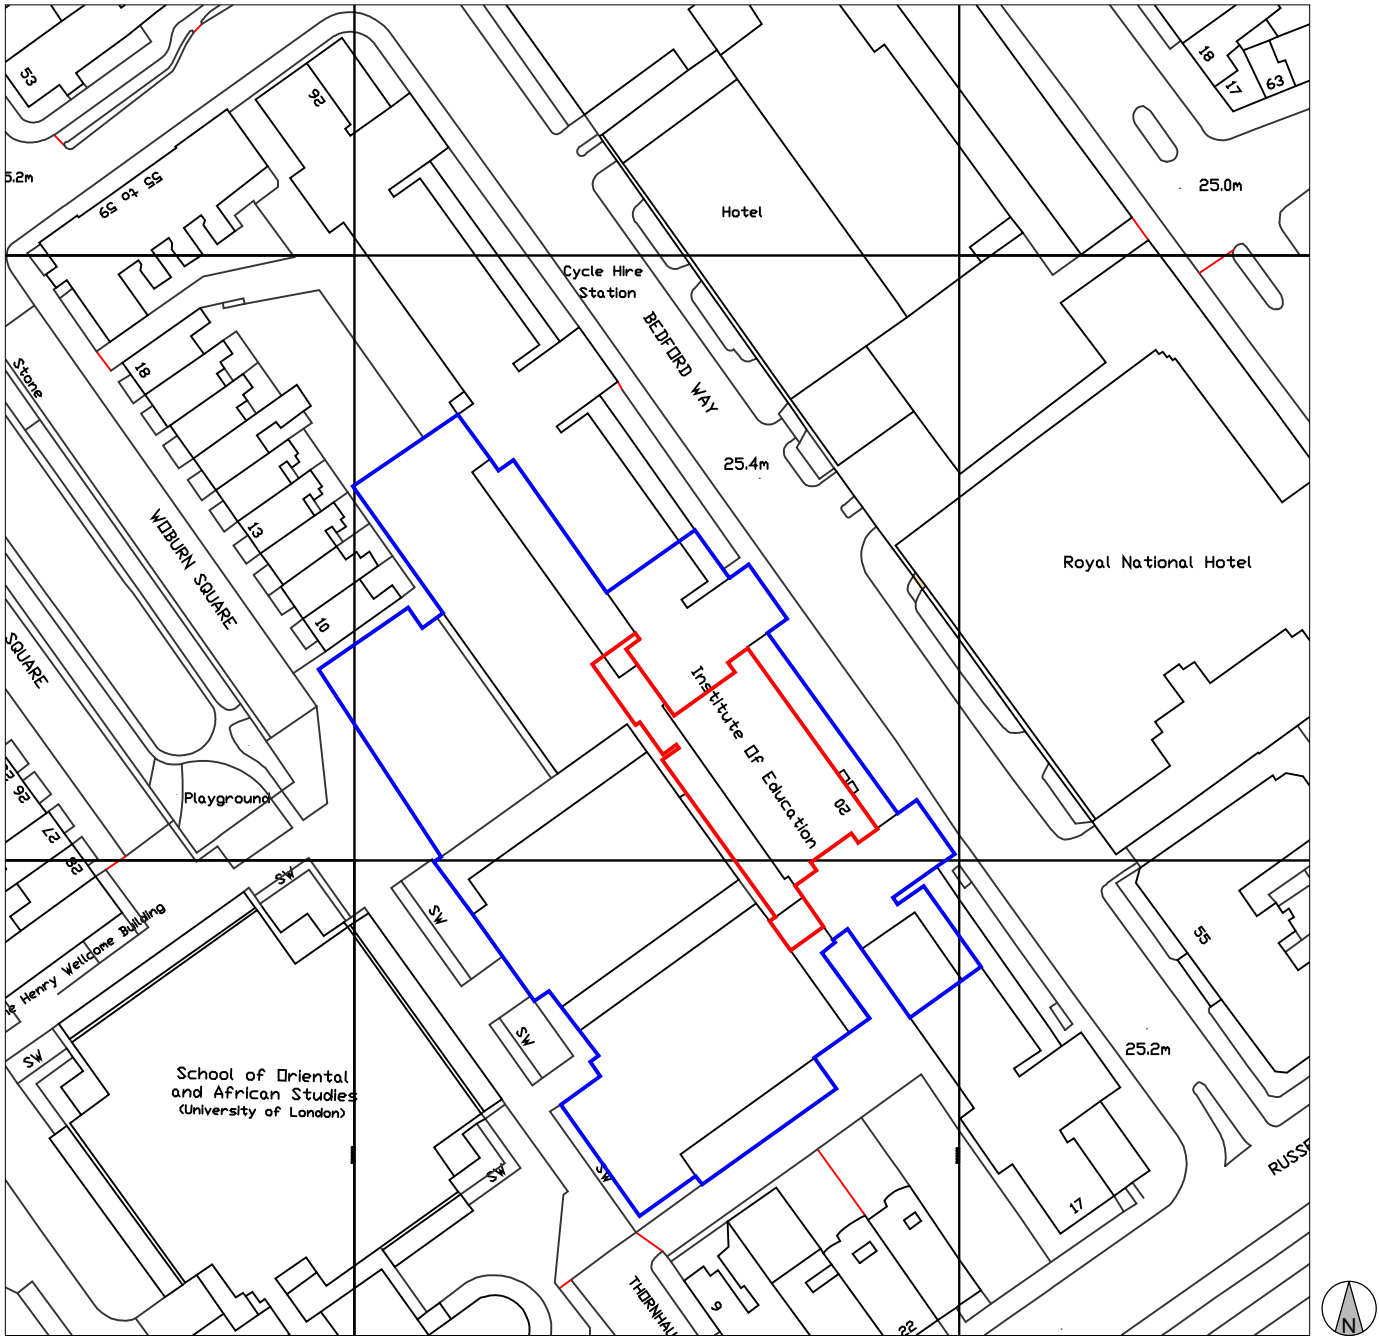 53
26
18
17
63
5.2m
55 to 59
25.0m
Hotel
Cycle Hire
Station
BEDFORD WAY
Stone
18
25.4m
13
WOBURN SQUARE
Royal National Hotel
10
SQUARE
Institute Of Education
20
Playground
26
27
28
SW
SW
55
Henry Wellcome Building
SW
SW
25.2m
School of Oriental
and African Studies
(University of London)
SW
SW
17
9
22
N